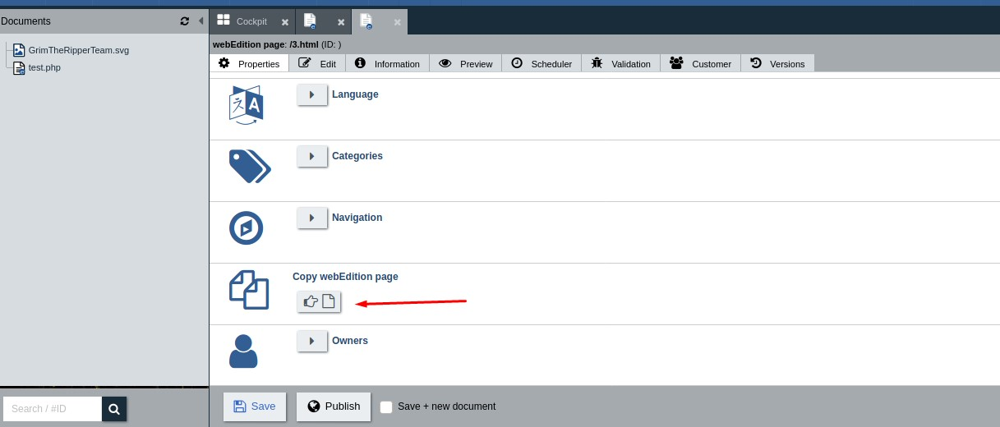 Documents
GrimTheRipperTeam.svg
test.php
Search / #ID
Cockpit
webEdition page: /3.html (ID: )
Properties Edit Information Preview Scheduler Validation Customer Versions
Language
Categories
Navigation
Copy webEdition page
Owners
Save Publish Save + new document